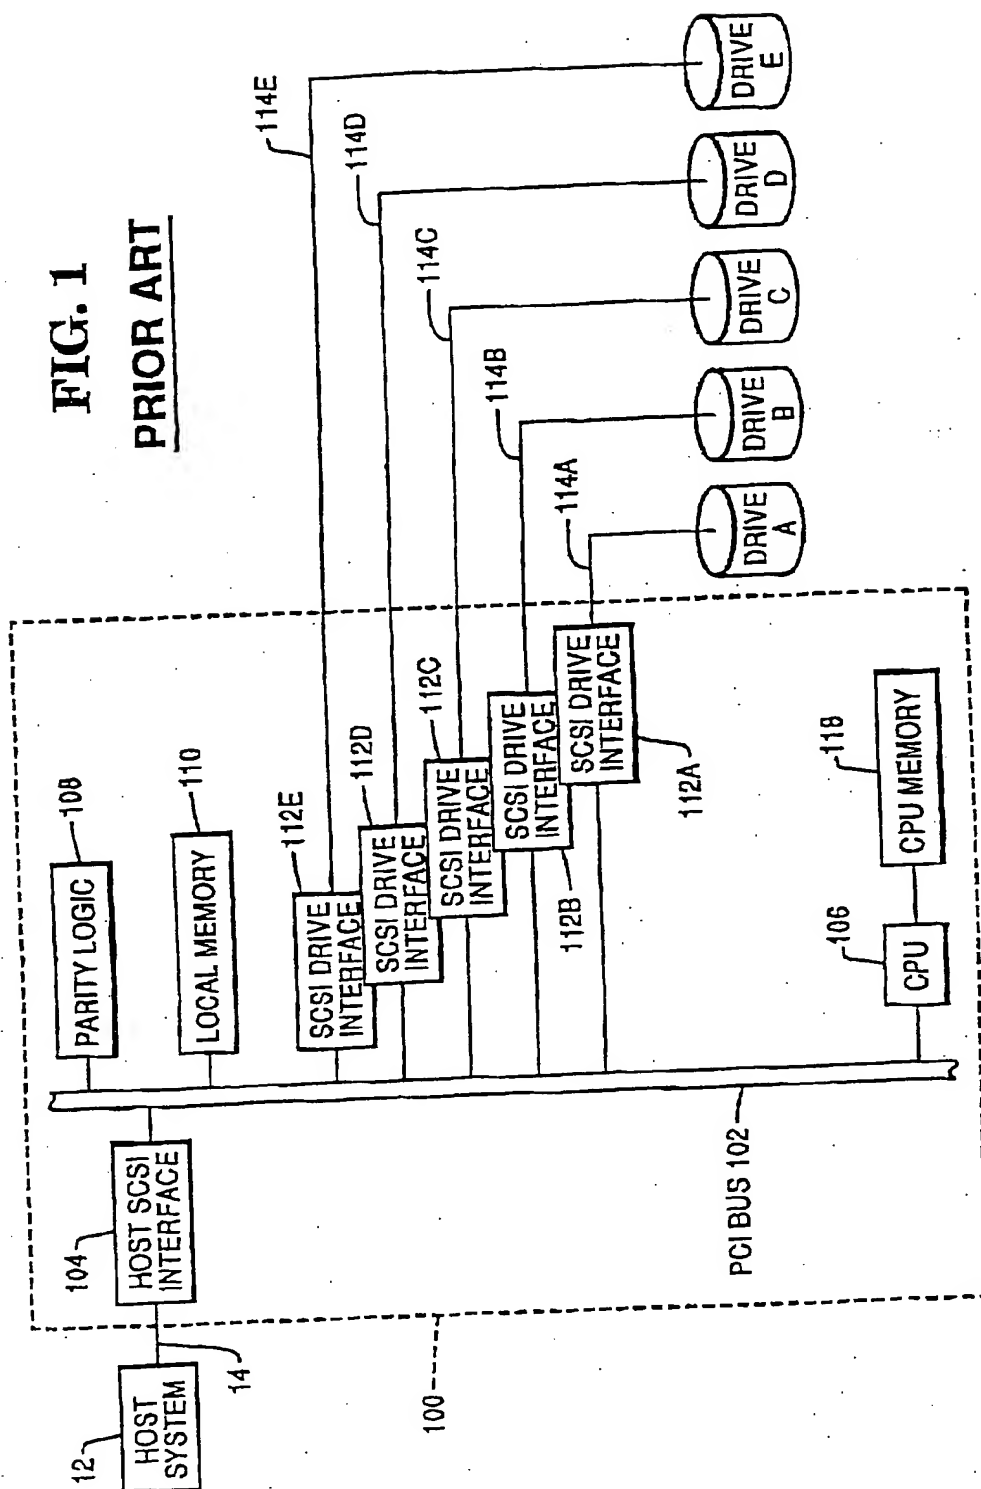 FIG. 1
PRIOR ART
12
HOST
SYSTEM
14
104
HOST SCSI
INTERFACE
100
PCI BUS 102
108
PARITY LOGIC
110
LOCAL MEMORY
112E
SCSI DRIVE
INTERFACE
112D
SCSI DRIVE
INTERFACE
112C
SCSI DRIVE
INTERFACE
112B
SCSI DRIVE
INTERFACE
112A
SCSI DRIVE
INTERFACE
106
CPU
118
CPU MEMORY
114E
114D
114C
114B
114A
DRIVE
A
DRIVE
B
DRIVE
C
DRIVE
D
DRIVE
E